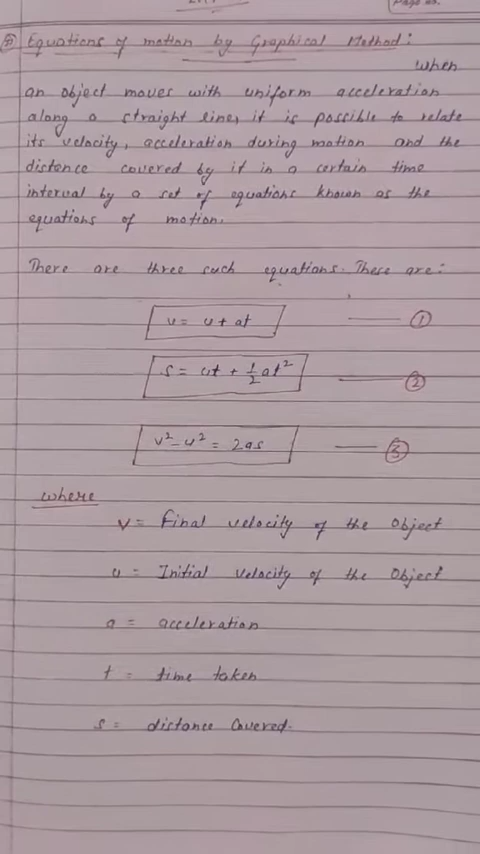 Page No.
Equations of motion by Graphical Method:
when
an object moves with uniform acceleration
along a straight line, it is possible to relate
its velocity, acceleration during motion and the
distance covered by it in a certain time
interval by a set of equations known as the
equations of motion.
There are three such equations. These are:
v = u + at ①
s = ut + 1/2 at² ②
v² - u² = 2as ③
where
v = Final velocity of the Object
u = Initial velocity of the Object
a = acceleration
t = time taken
s = distance Covered.